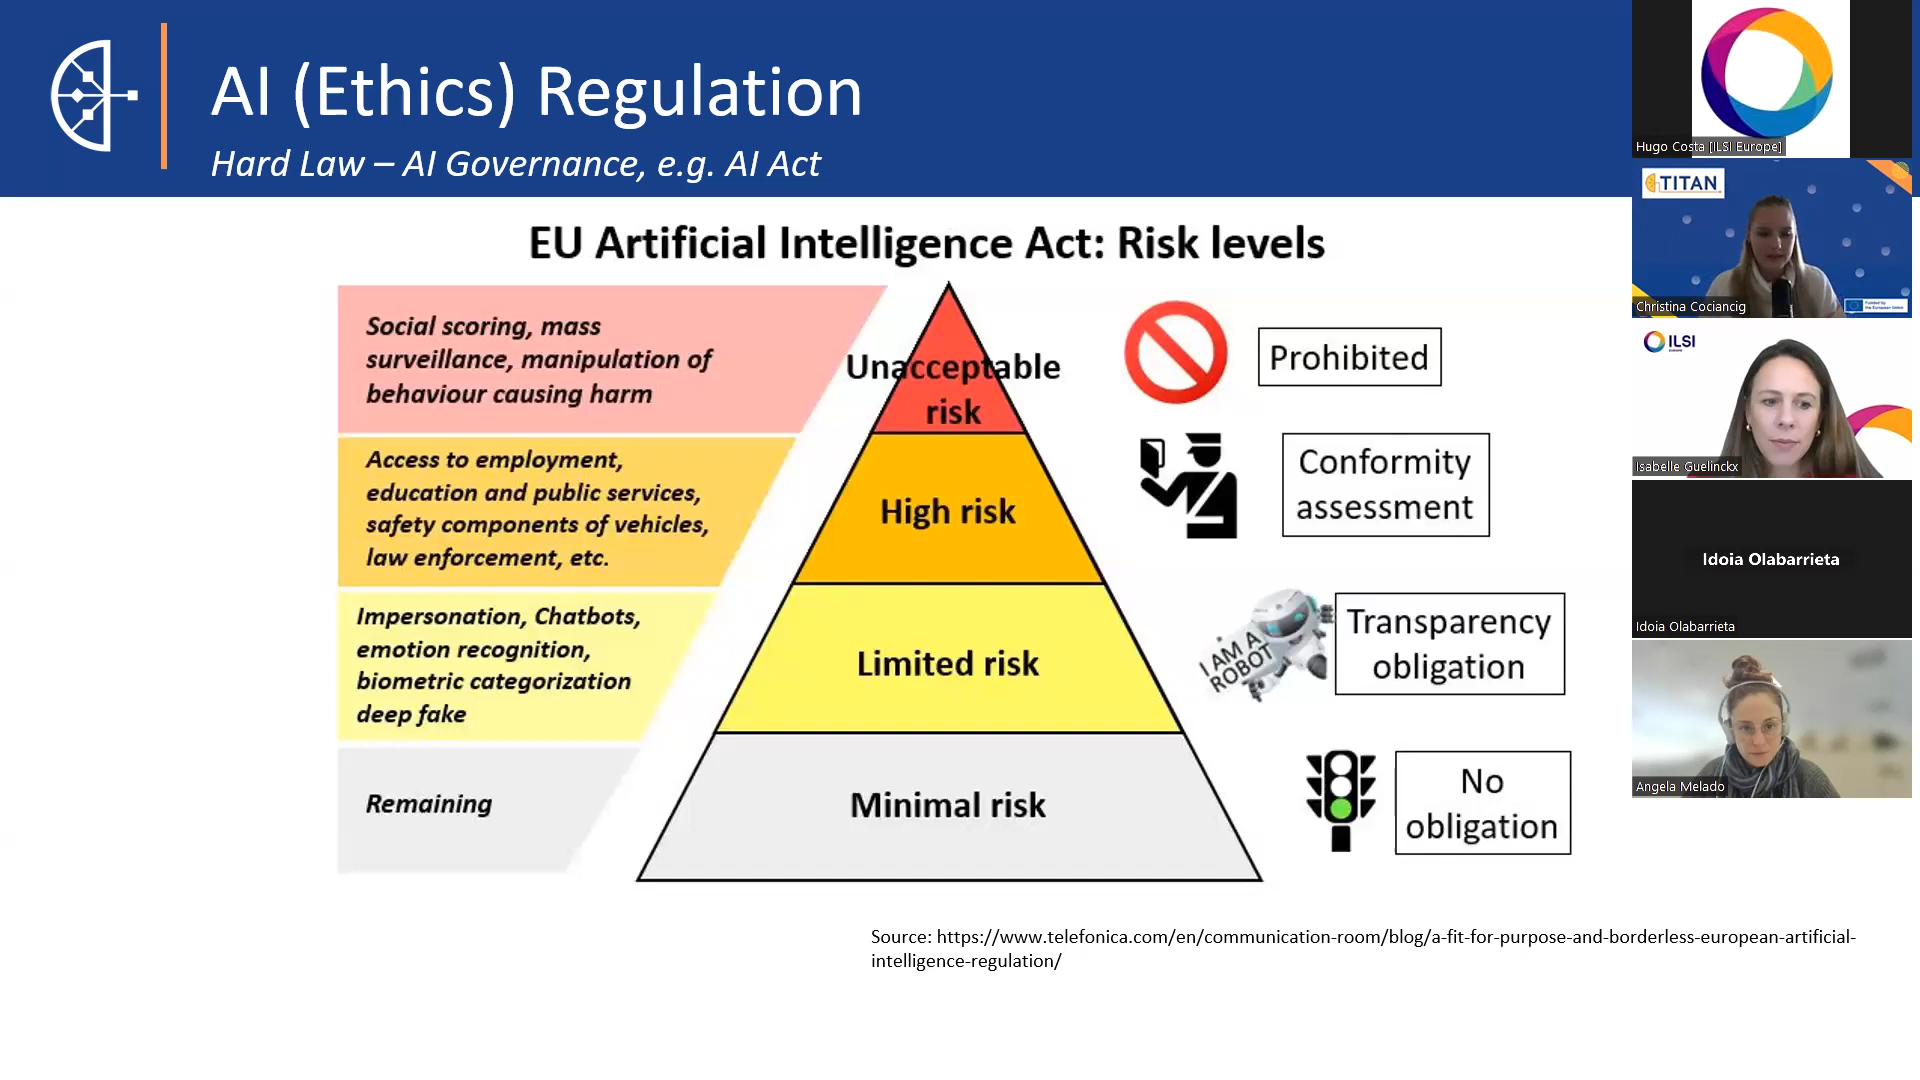 AI (Ethics) Regulation
Hard Law – AI Governance, e.g. AI Act
EU Artificial Intelligence Act: Risk levels
Social scoring, mass
surveillance, manipulation of
behaviour causing harm
Unacceptable
risk
Prohibited
Access to employment,
education and public services,
safety components of vehicles,
law enforcement, etc.
High risk
Conformity
assessment
Impersonation, Chatbots,
emotion recognition,
biometric categorization
deep fake
Limited risk
I AM A
ROBOT
Transparency
obligation
Remaining
Minimal risk
No
obligation
Source: https://www.telefonica.com/en/communication-room/blog/a-fit-for-purpose-and-borderless-european-artificial-
intelligence-regulation/
Hugo Costa [ILSI Europe]
TITAN
Christina Cociancig
Funded by
the European Union
ILSI
Isabelle Guelinckx
Idoia Olabarrieta
Idoia Olabarrieta
Angela Melado